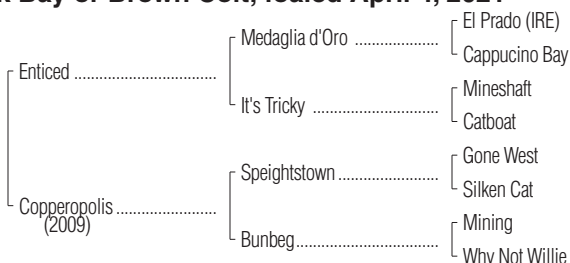 Bay or Brown Colt; foaled April 4, 2021
El Prado (IRE)
Medaglia d'Oro ..................
Cappucino Bay
Enticed ...............................
Mineshaft
It's Tricky ...........................
Catboat
Gone West
Speightstown ......................
Silken Cat
Copperopolis ......................
(2009)
Mining
Bunbeg...............................
Why Not Willie